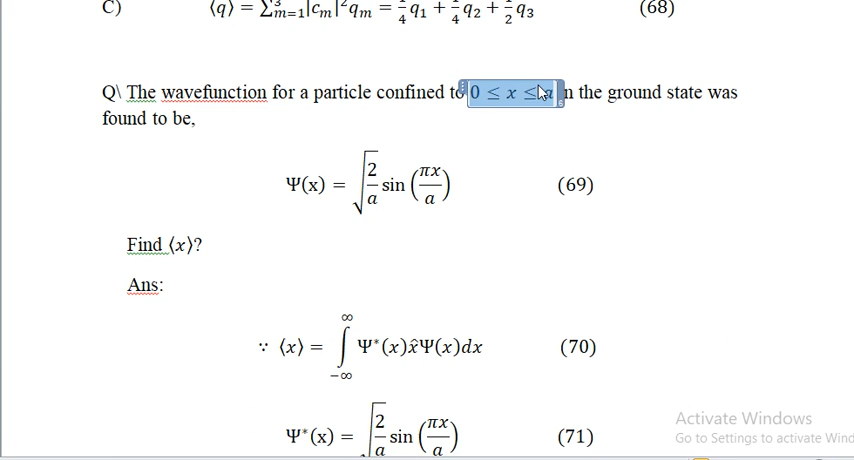 C) ⟨q⟩ = ∑³ₘ₌₁|cₘ|²qₘ = ¼q₁ + ¼q₂ + ½q₃ (68)
Q\ The wavefunction for a particle confined to 0 ≤ x ≤ a in the ground state was
found to be,
Ψ(x) = √(2/a) sin (πx/a) (69)
Find ⟨x⟩?
Ans:
∵ ⟨x⟩ = ∫_{−∞}^{∞} Ψ*(x)x̂Ψ(x)dx (70)
Ψ*(x) = √(2/a) sin (πx/a) (71)
Activate Windows
Go to Settings to activate Wind